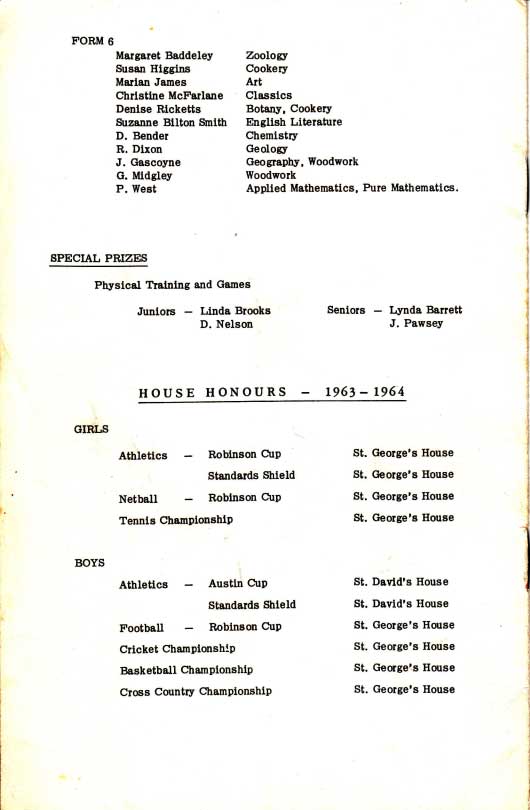 FORM 6
Margaret Baddeley Zoology
Susan Higgins Cookery
Marian James Art
Christine McFarlane Classics
Denise Ricketts Botany, Cookery
Suzanne Bilton Smith English Literature
D. Bender Chemistry
R. Dixon Geology
J. Gascoyne Geography, Woodwork
G. Midgley Woodwork
P. West Applied Mathematics, Pure Mathematics.
SPECIAL PRIZES
Physical Training and Games
Juniors — Linda Brooks Seniors — Lynda Barrett
D. Nelson J. Pawsey
HOUSE HONOURS — 1963 – 1964
GIRLS
Athletics — Robinson Cup St. George's House
Standards Shield St. George's House
Netball — Robinson Cup St. George's House
Tennis Championship St. George's House
BOYS
Athletics — Austin Cup St. David's House
Standards Shield St. David's House
Football — Robinson Cup St. George's House
Cricket Championship St. George's House
Basketball Championship St. George's House
Cross Country Championship St. George's House